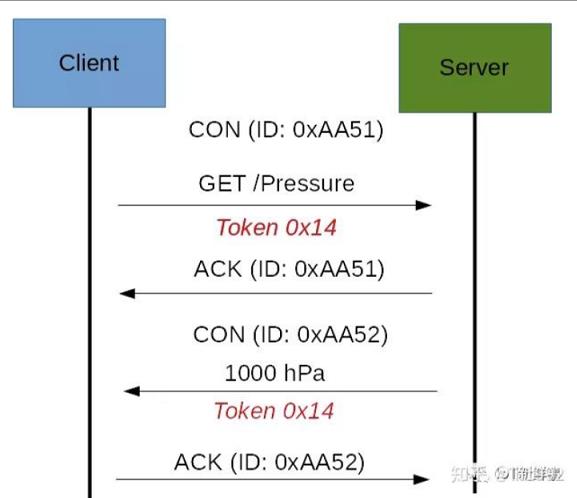 Client
Server
CON (ID: 0xAA51)
GET /Pressure
Token 0x14
ACK (ID: 0xAA51)
CON (ID: 0xAA52)
1000 hPa
Token 0x14
ACK (ID: 0xAA52)
知乎